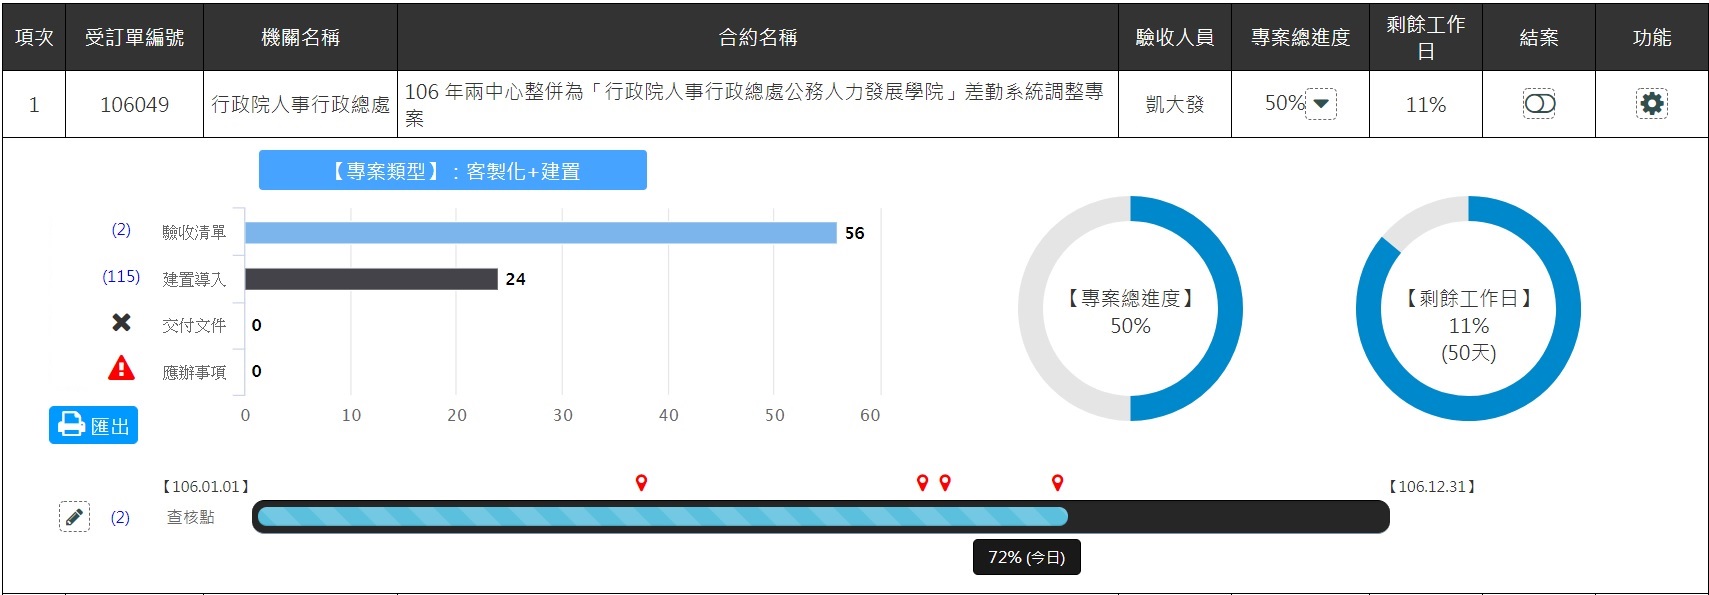 項次 受訂單編號 機關名稱 合約名稱 驗收人員 專案總進度 剩餘工作日 結案 功能
1 106049 行政院人事行政總處 106 年兩中心整併為「行政院人事行政總處公務人力發展學院」差勤系統調整專案 凱大發 50% 11%
【專案類型】:客製化+建置
(2) 驗收清單 56
(115) 建置導入 24
交付文件 0
應辦事項 0
0 10 20 30 40 50 60
匯出
【專案總進度】
50%
【剩餘工作日】
11%
(50天)
【106.01.01】 【106.12.31】
(2) 查核點
72% (今日)